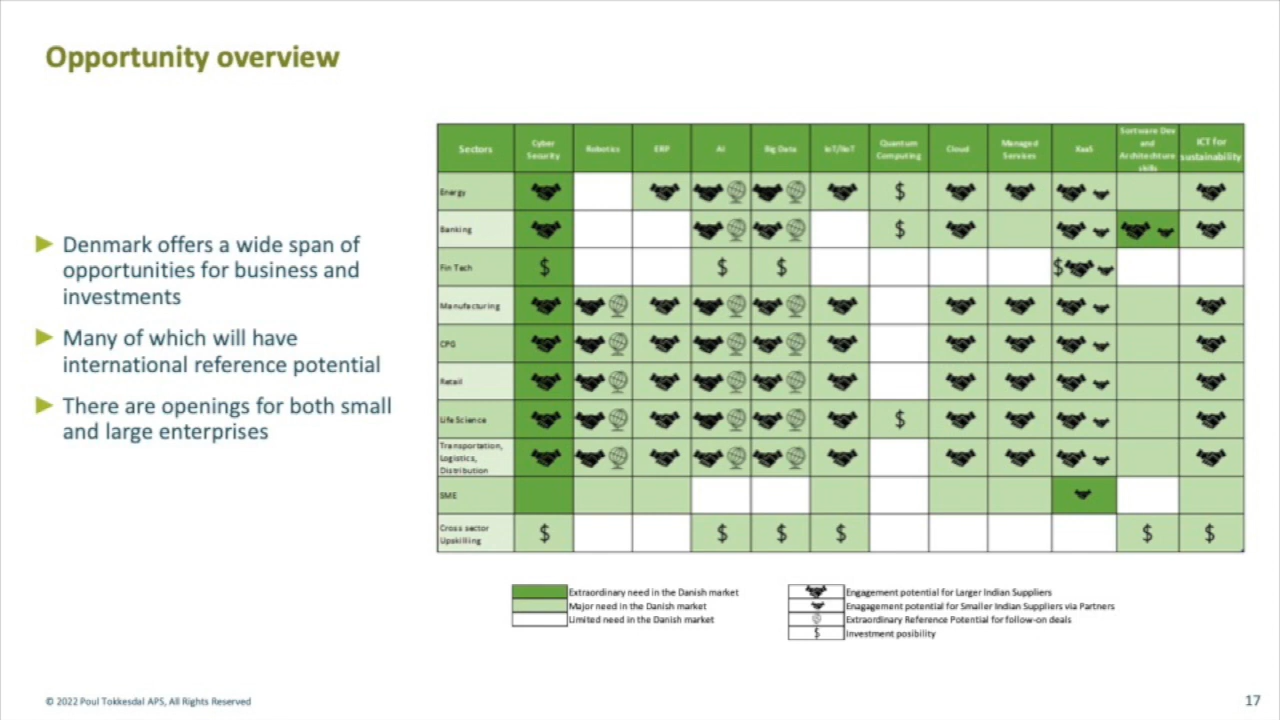 Opportunity overview
Denmark offers a wide span of
opportunities for business and
investments
Many of which will have
international reference potential
There are openings for both small
and large enterprises
Sectors
Cyber
Security
Robotics
ERP
AI
Big Data
IoT/IIoT
Quantum
Computing
Cloud
Managed
Services
XaaS
Sortware Dev
and
Architechture
skills
ICT for
sustainability
Energy
$
Banking
$
Fin Tech
$
$
$
$
Manufacturing
CPG
Retail
Life Science
$
Transportation,
Logistics,
Distribution
SME
Cross sector
Upskilling
$
$
$
$
$
$
Extraordinary need in the Danish market
Major need in the Danish market
Limited need in the Danish market
Engagement potential for Larger Indian Suppliers
Enagagement potential for Smaller Indian Suppliers via Partners
Extraordinary Reference Potential for follow-on deals
$ Investment posibility
© 2022 Poul Tokkesdal APS, All Rights Reserved
17